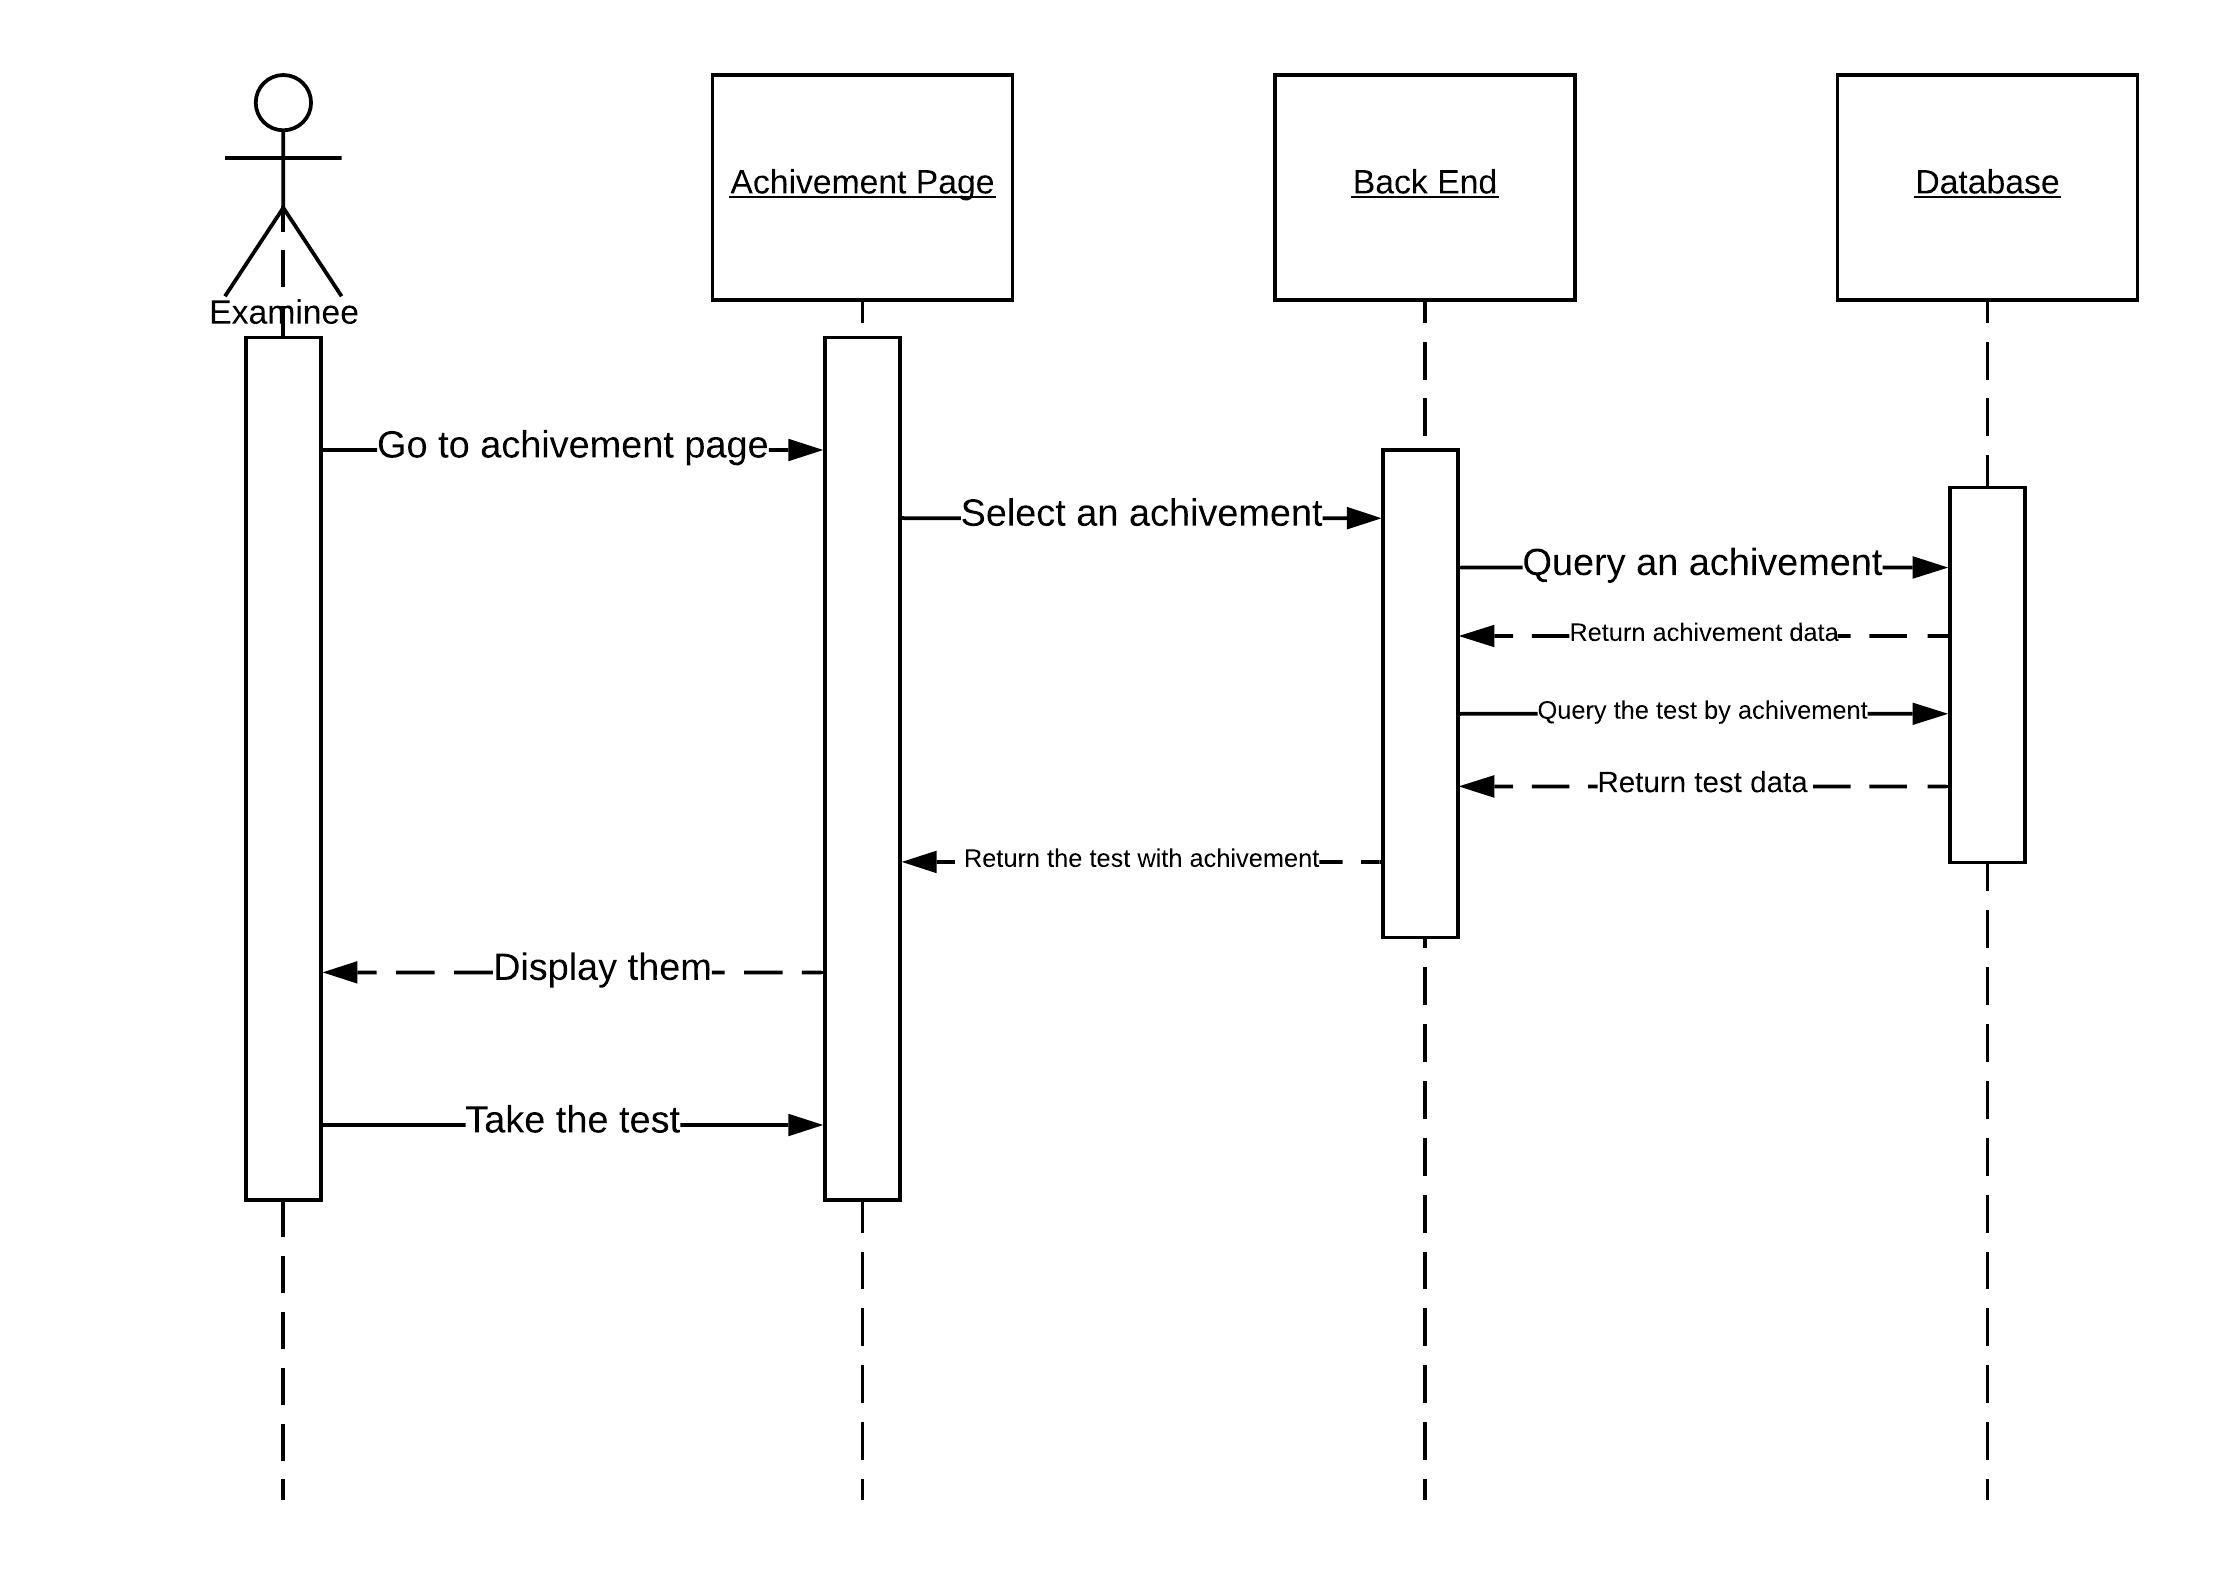 Achivement Page
Back End
Database
Examinee
Go to achivement page
Select an achivement
Query an achivement
Return achivement data
Query the test by achivement
Return test data
Return the test with achivement
Display them
Take the test